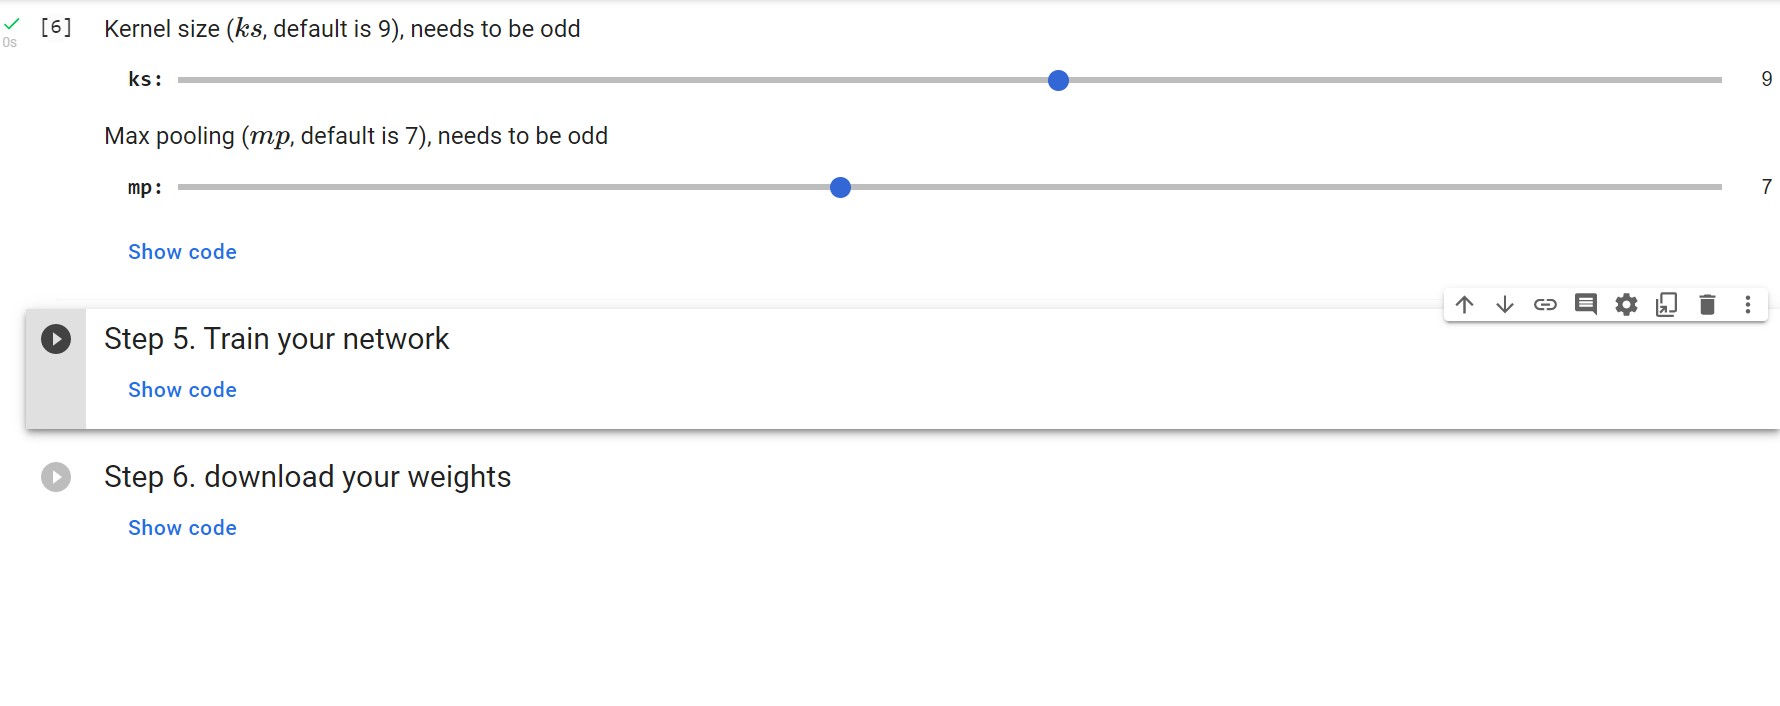 [6] Kernel size (ks, default is 9), needs to be odd
0s
ks: 9
Max pooling (mp, default is 7), needs to be odd
mp: 7
Show code
Step 5. Train your network
Show code
Step 6. download your weights
Show code